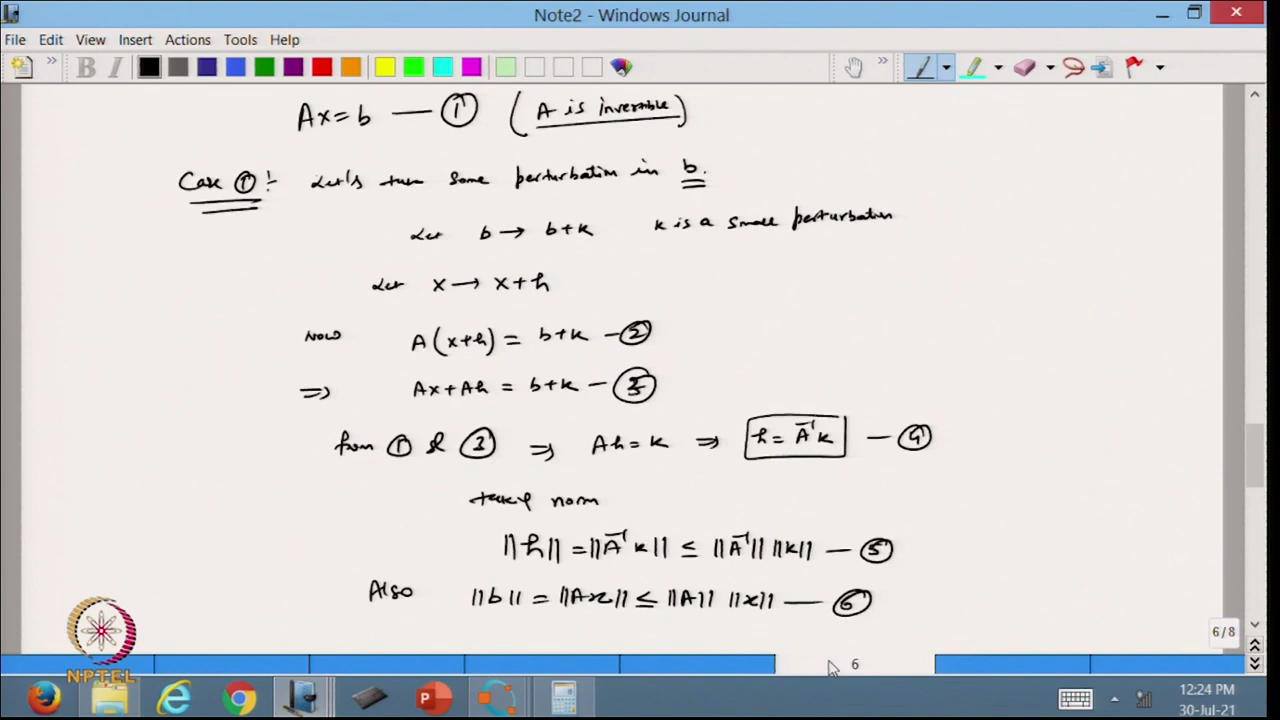 Note2 - Windows Journal
File Edit View Insert Actions Tools Help
Ax = b — ① (A is invertible)
Case ① :- Let's some perturbation in b.
Let b → b+k k is a small perturbation
Let x → x+h
Now A(x+h) = b+k — ②
⇒ Ax+Ah = b+k — ③
from ① & ③ ⇒ Ah = k ⇒ h = A⁻¹k — ④
taking norm
||h|| = ||A⁻¹k|| ≤ ||A⁻¹|| ||k|| — ⑤
Also ||b|| = ||Ax|| ≤ ||A|| ||x|| — ⑥
6/8
NPTEL
6
12:24 PM
30-Jul-21